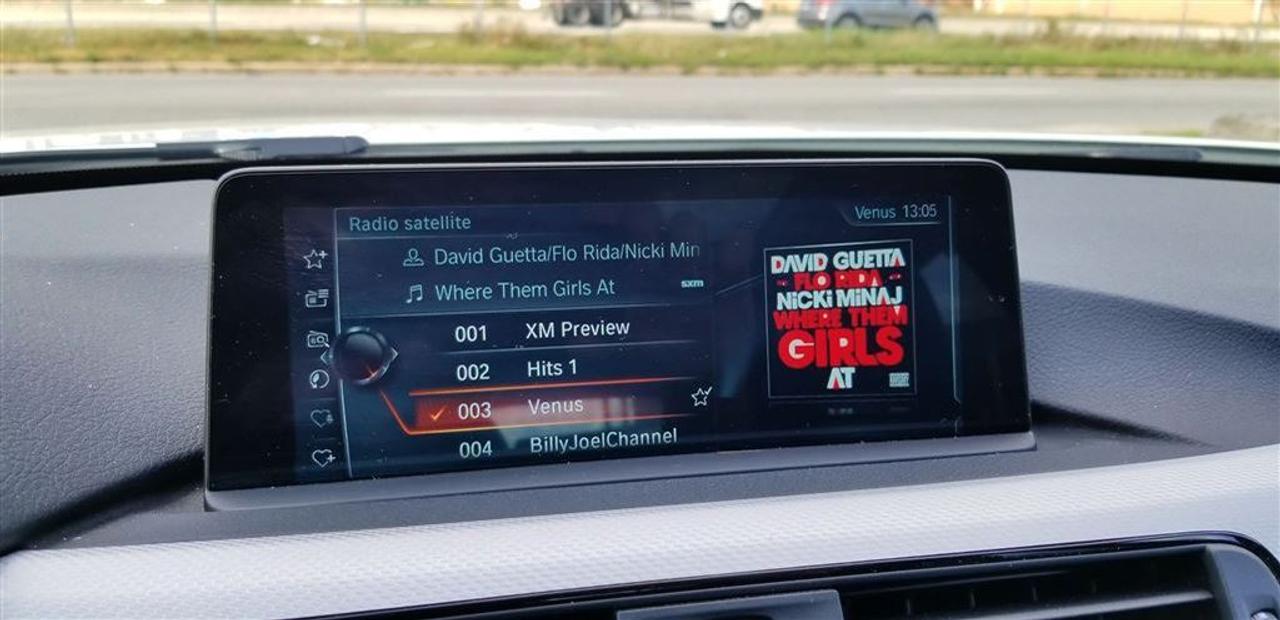 Radio satellite
Venus 13:05
David Guetta/Flo Rida/Nicki Min
Where Them Girls At
sxm
001 XM Preview
002 Hits 1
003 Venus
004 BillyJoelChannel
DAVID GUETTA
FLO RIDA
NiCKi MiNAJ
WHERE THEM
GIRLS
AT